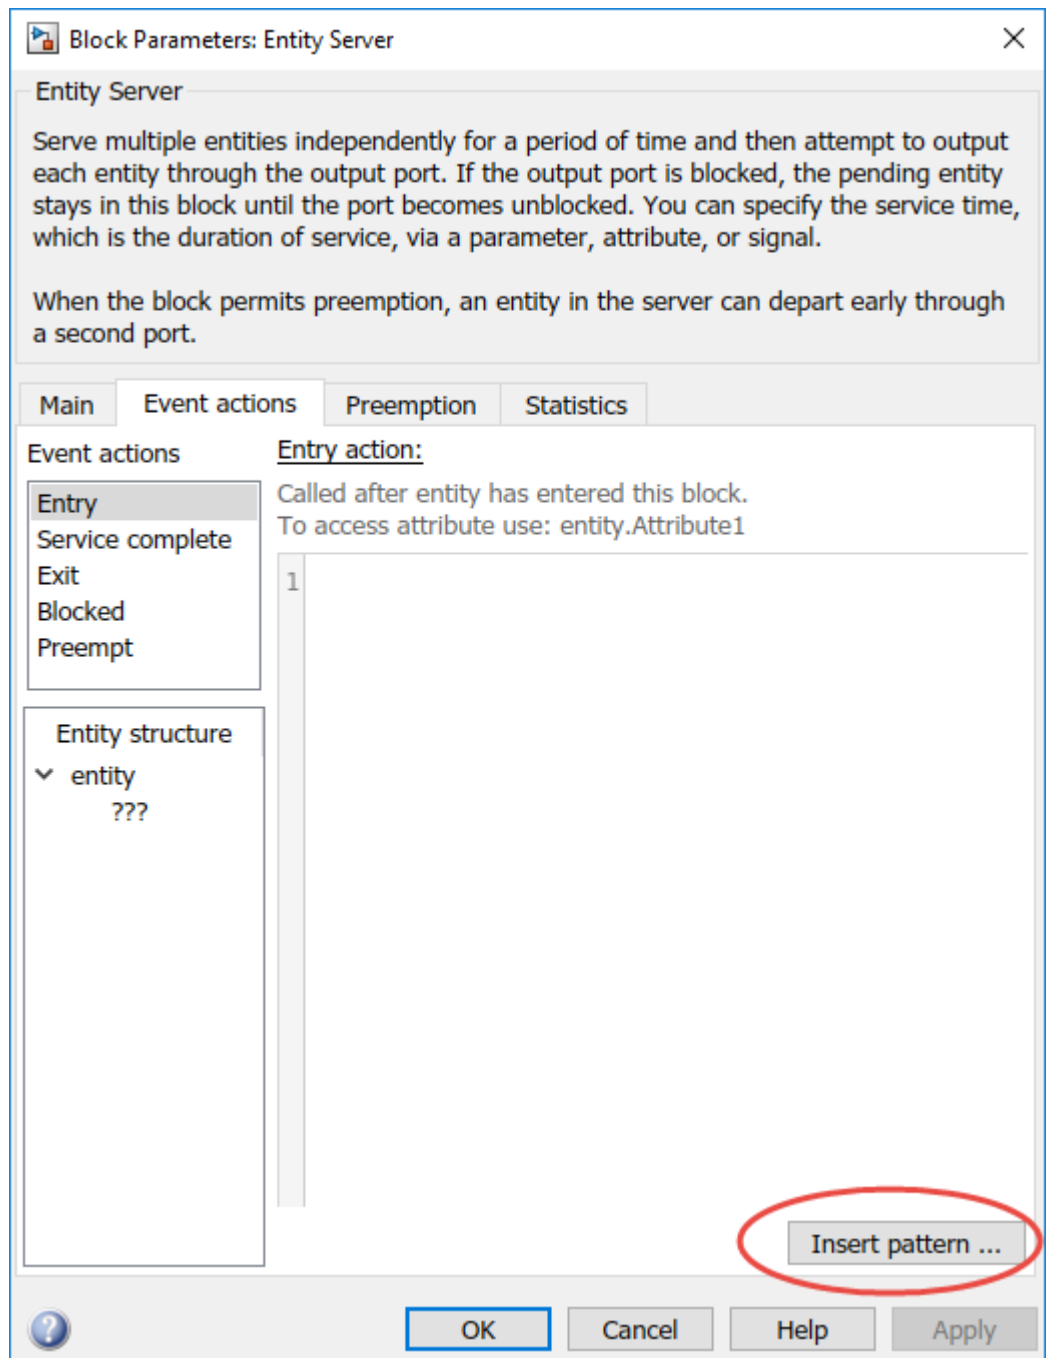 Block Parameters: Entity Server
Entity Server
Serve multiple entities independently for a period of time and then attempt to output
each entity through the output port. If the output port is blocked, the pending entity
stays in this block until the port becomes unblocked. You can specify the service time,
which is the duration of service, via a parameter, attribute, or signal.
When the block permits preemption, an entity in the server can depart early through
a second port.
Main Event actions Preemption Statistics
Event actions
Entry
Service complete
Exit
Blocked
Preempt
Entity structure
entity
???
Entry action:
Called after entity has entered this block.
To access attribute use: entity.Attribute1
1
Insert pattern ...
? OK Cancel Help Apply